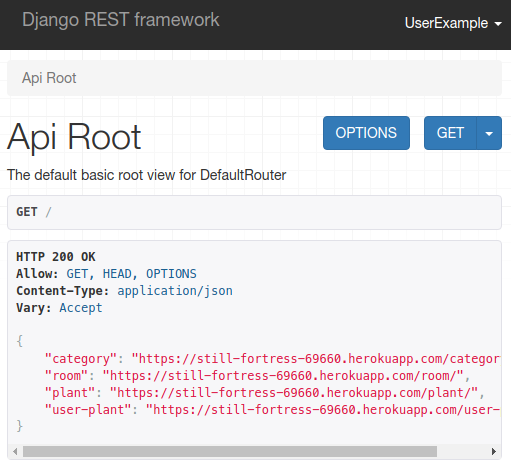 Django REST framework
UserExample
Api Root
Api Root
OPTIONS
GET
The default basic root view for DefaultRouter
GET /
HTTP 200 OK
Allow: GET, HEAD, OPTIONS
Content-Type: application/json
Vary: Accept
{
"category": "https://still-fortress-69660.herokuapp.com/categor
"room": "https://still-fortress-69660.herokuapp.com/room/",
"plant": "https://still-fortress-69660.herokuapp.com/plant/",
"user-plant": "https://still-fortress-69660.herokuapp.com/user-
}